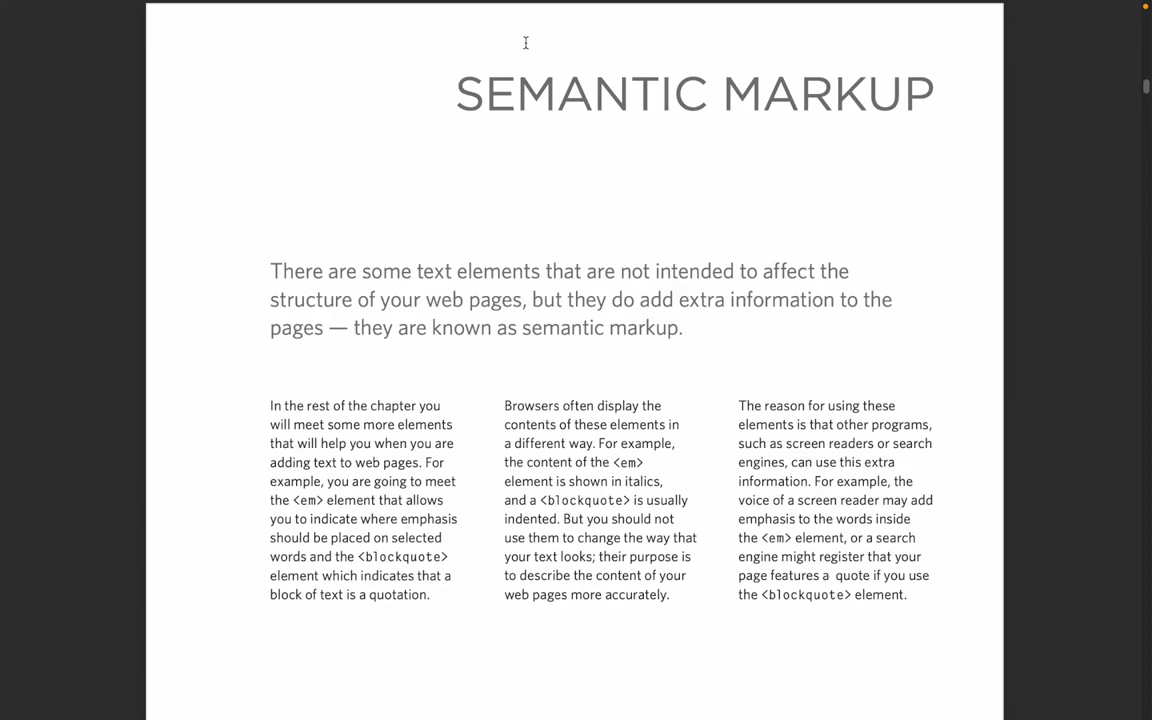 SEMANTIC MARKUP
There are some text elements that are not intended to affect the
structure of your web pages, but they do add extra information to the
pages — they are known as semantic markup.
In the rest of the chapter you
will meet some more elements
that will help you when you are
adding text to web pages. For
example, you are going to meet
the <em> element that allows
you to indicate where emphasis
should be placed on selected
words and the <blockquote>
element which indicates that a
block of text is a quotation.
Browsers often display the
contents of these elements in
a different way. For example,
the content of the <em>
element is shown in italics,
and a <blockquote> is usually
indented. But you should not
use them to change the way that
your text looks; their purpose is
to describe the content of your
web pages more accurately.
The reason for using these
elements is that other programs,
such as screen readers or search
engines, can use this extra
information. For example, the
voice of a screen reader may add
emphasis to the words inside
the <em> element, or a search
engine might register that your
page features a quote if you use
the <blockquote> element.